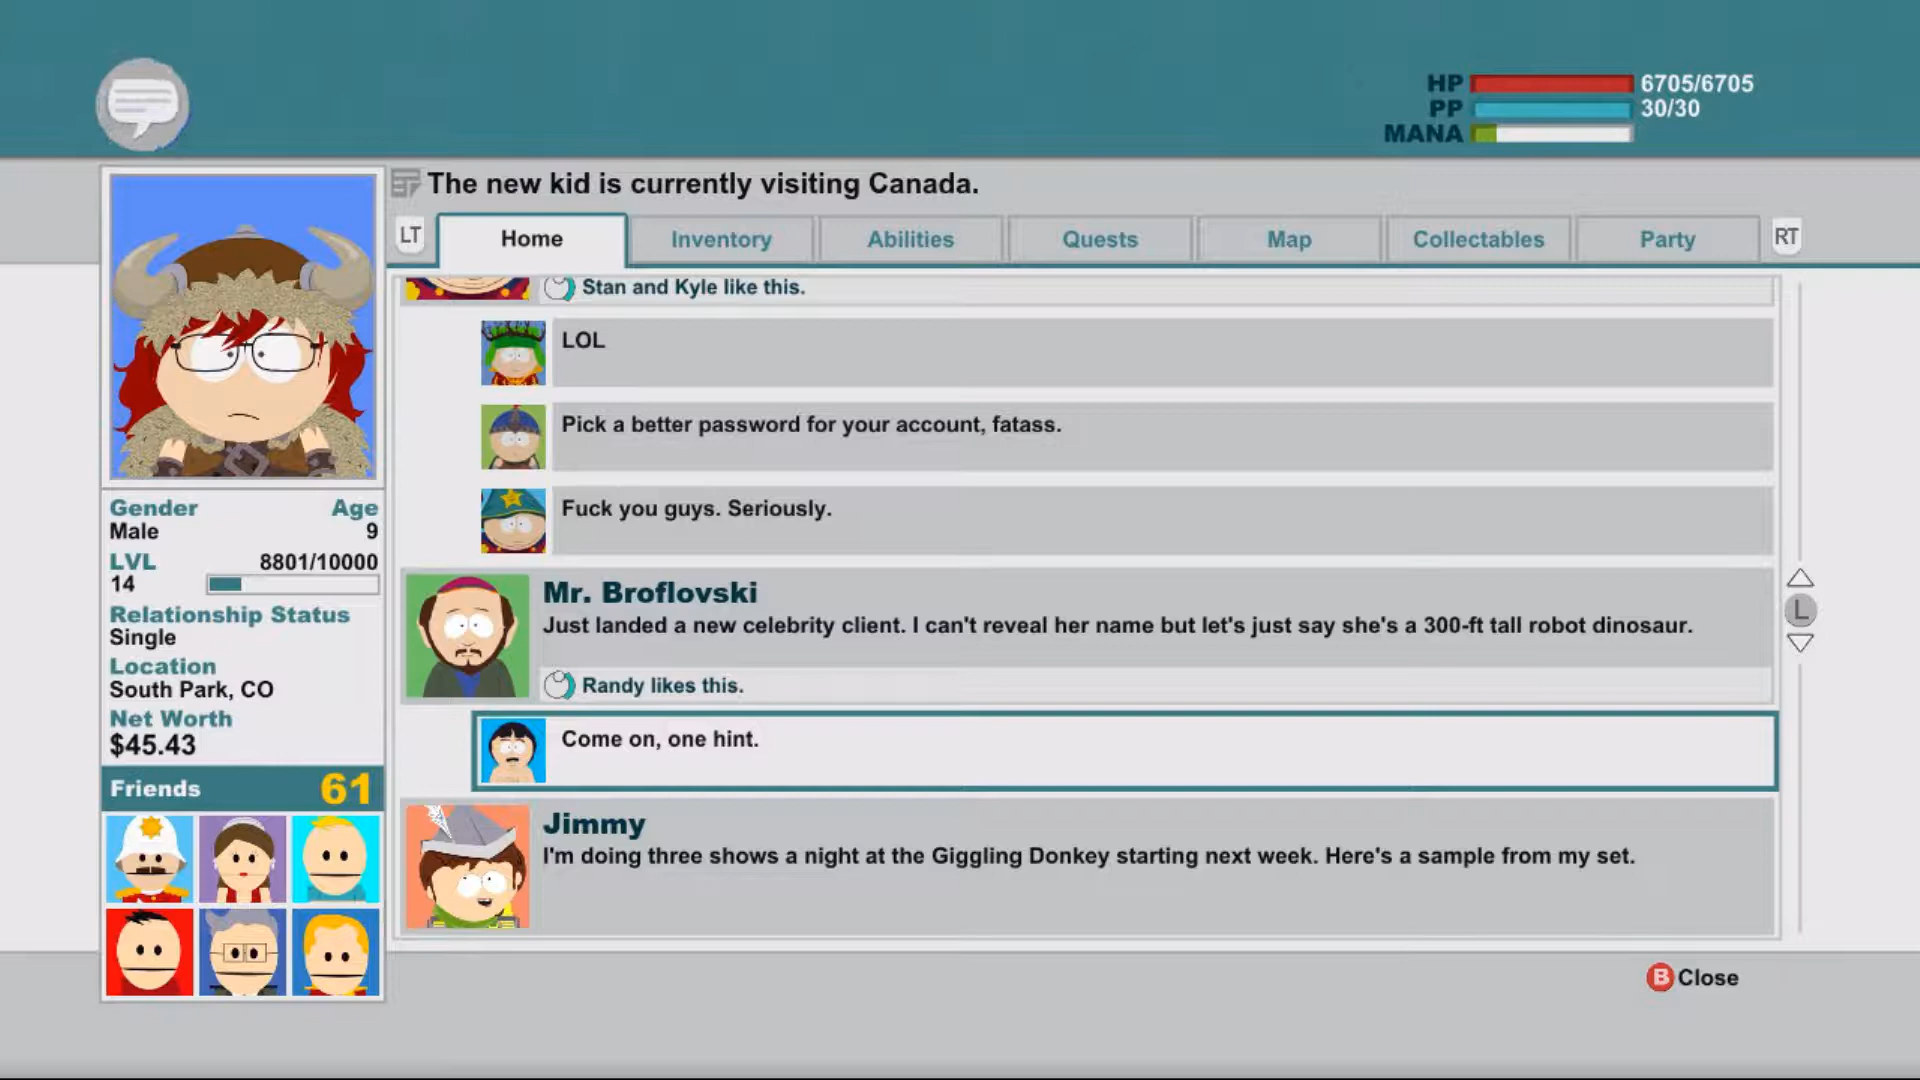 HP 6705/6705
PP 30/30
MANA
The new kid is currently visiting Canada.
LT Home Inventory Abilities Quests Map Collectables Party RT
Stan and Kyle like this.
LOL
Pick a better password for your account, fatass.
Fuck you guys. Seriously.
Mr. Broflovski
Just landed a new celebrity client. I can't reveal her name but let's just say she's a 300-ft tall robot dinosaur.
Randy likes this.
Come on, one hint.
Jimmy
I'm doing three shows a night at the Giggling Donkey starting next week. Here's a sample from my set.
L
Gender Age
Male 9
LVL 8801/10000
14
Relationship Status
Single
Location
South Park, CO
Net Worth
$45.43
Friends 61
B Close